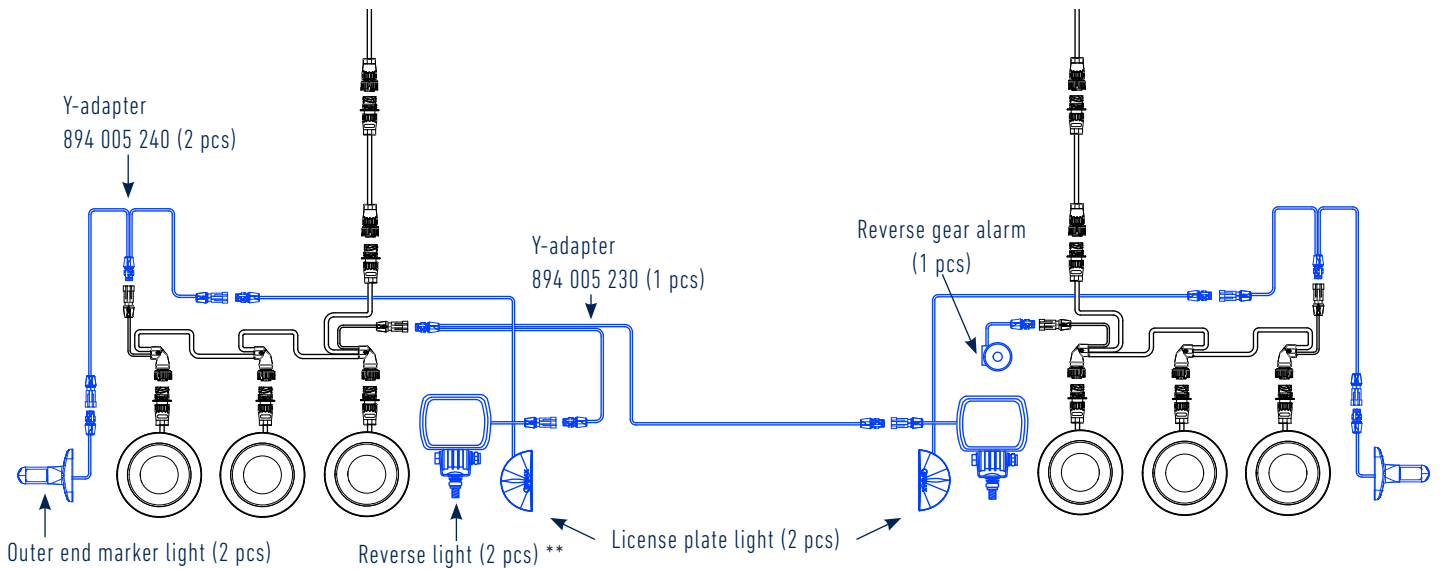 Y-adapter
894 005 240 (2 pcs)
Y-adapter
894 005 230 (1 pcs)
Reverse gear alarm
(1 pcs)
Outer end marker light (2 pcs)
Reverse light (2 pcs) **
License plate light (2 pcs)